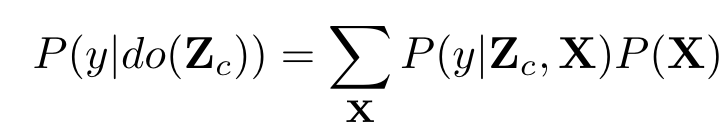 P(y|do(𝐙_c)) = ∑_𝐗 P(y|𝐙_c, 𝐗)P(𝐗)